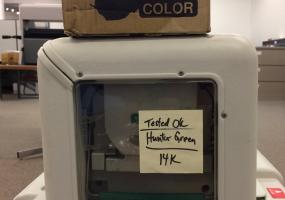 COLOR
Tested Ok
Hunter Green
14K